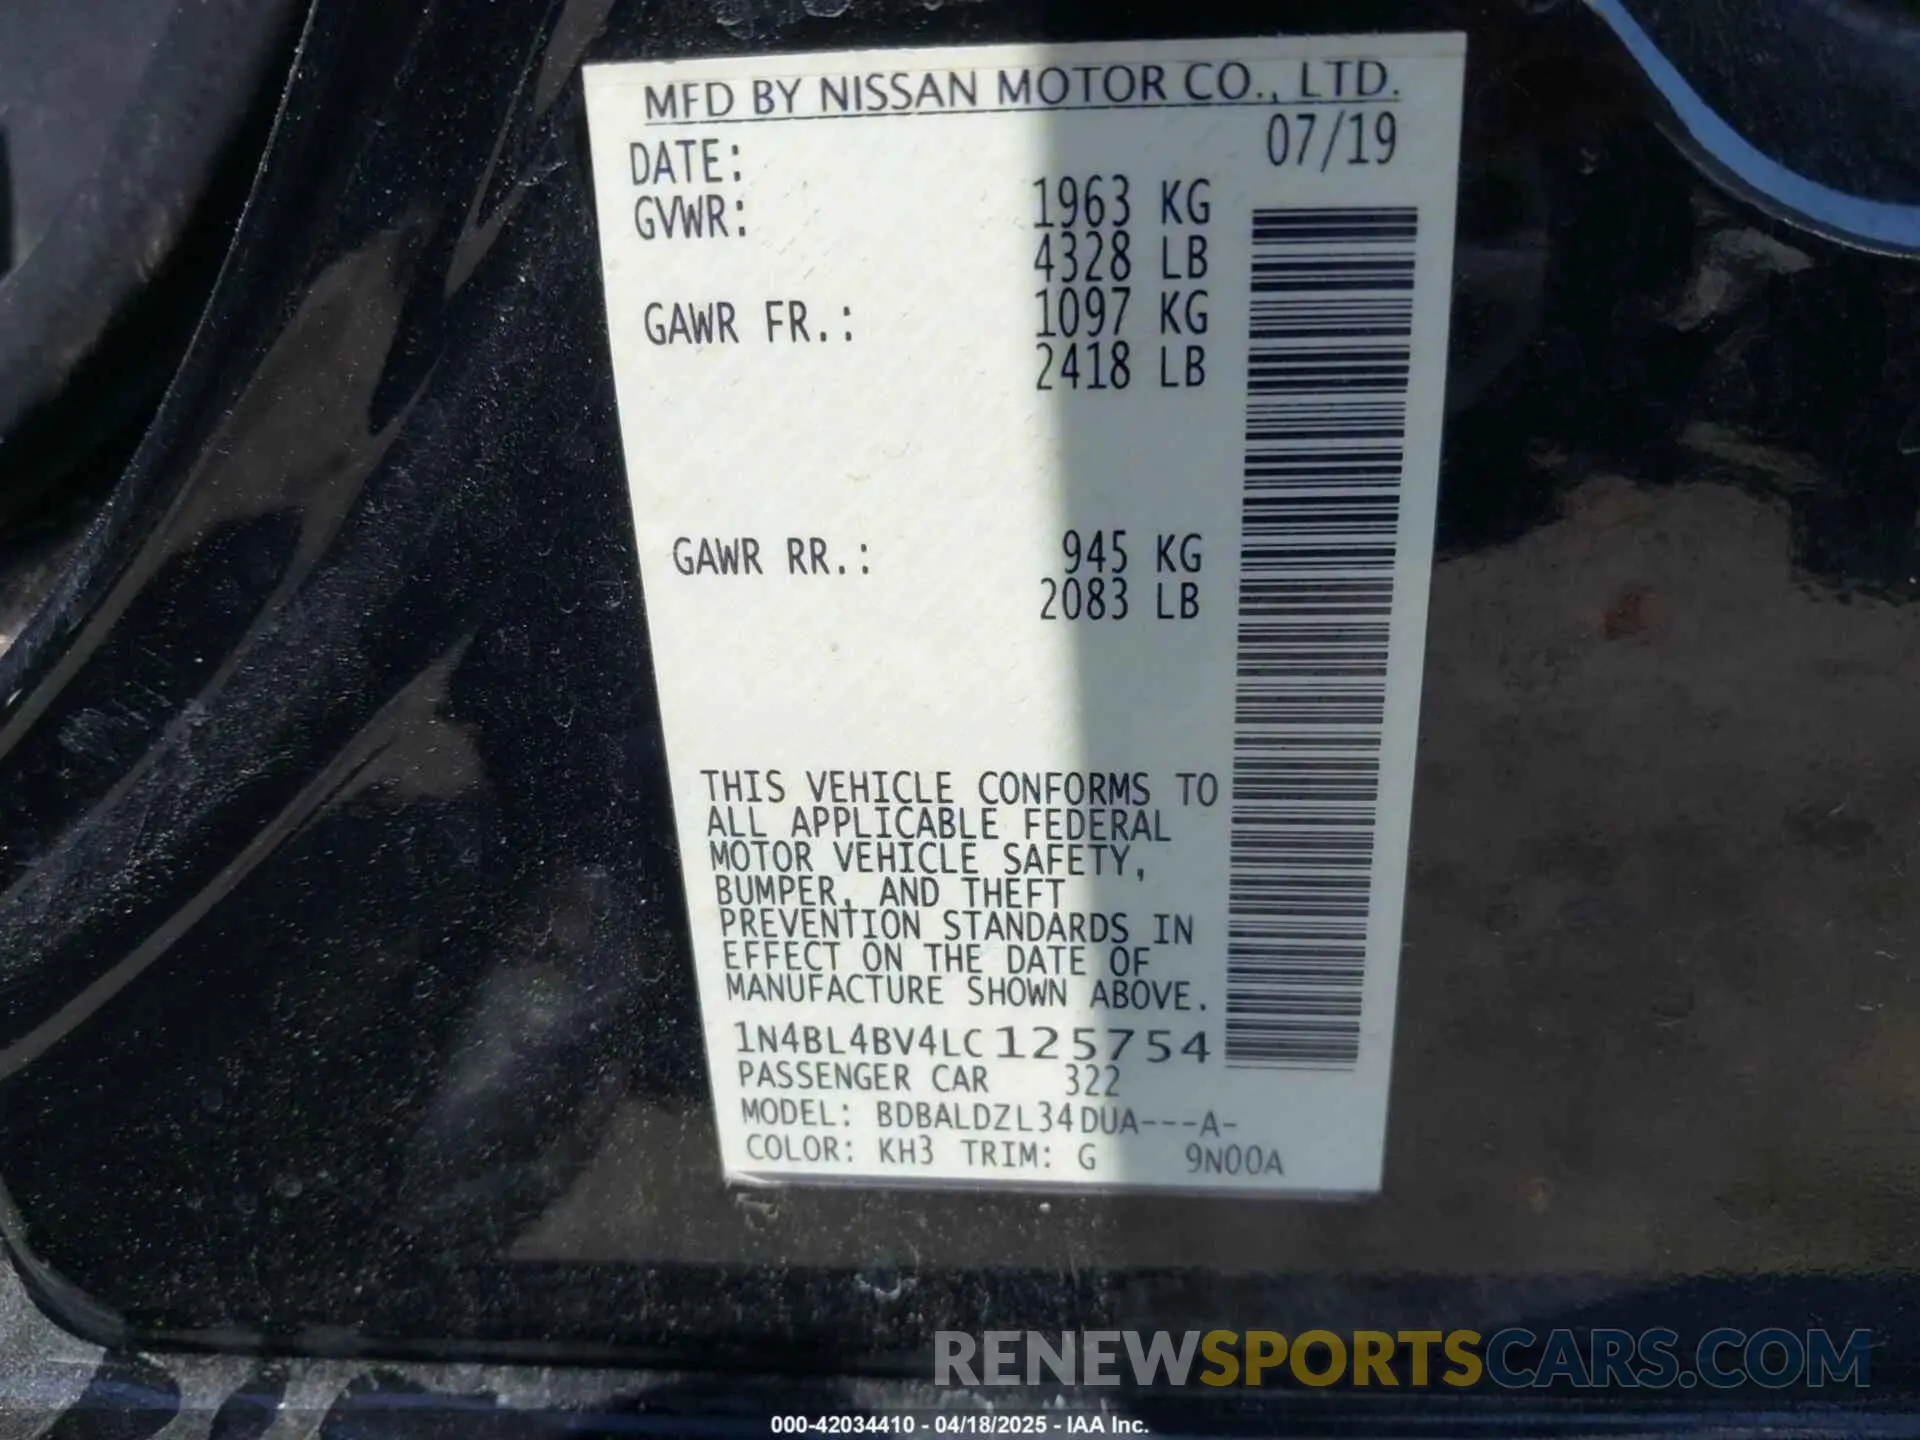 MFD BY NISSAN MOTOR CO., LTD.
DATE: 07/19
GVWR: 1963 KG
4328 LB
GAWR FR.: 1097 KG
2418 LB
GAWR RR.: 945 KG
2083 LB
THIS VEHICLE CONFORMS TO
ALL APPLICABLE FEDERAL
MOTOR VEHICLE SAFETY,
BUMPER, AND THEFT
PREVENTION STANDARDS IN
EFFECT ON THE DATE OF
MANUFACTURE SHOWN ABOVE.
1N4BL4BV4LC125754
PASSENGER CAR 322
MODEL: BDBALDZL34DUA---A-
COLOR: KH3 TRIM: G 9N00A
RENEWSPORTSCARS.COM
000-42034410 - 04/18/2025 - IAA Inc.